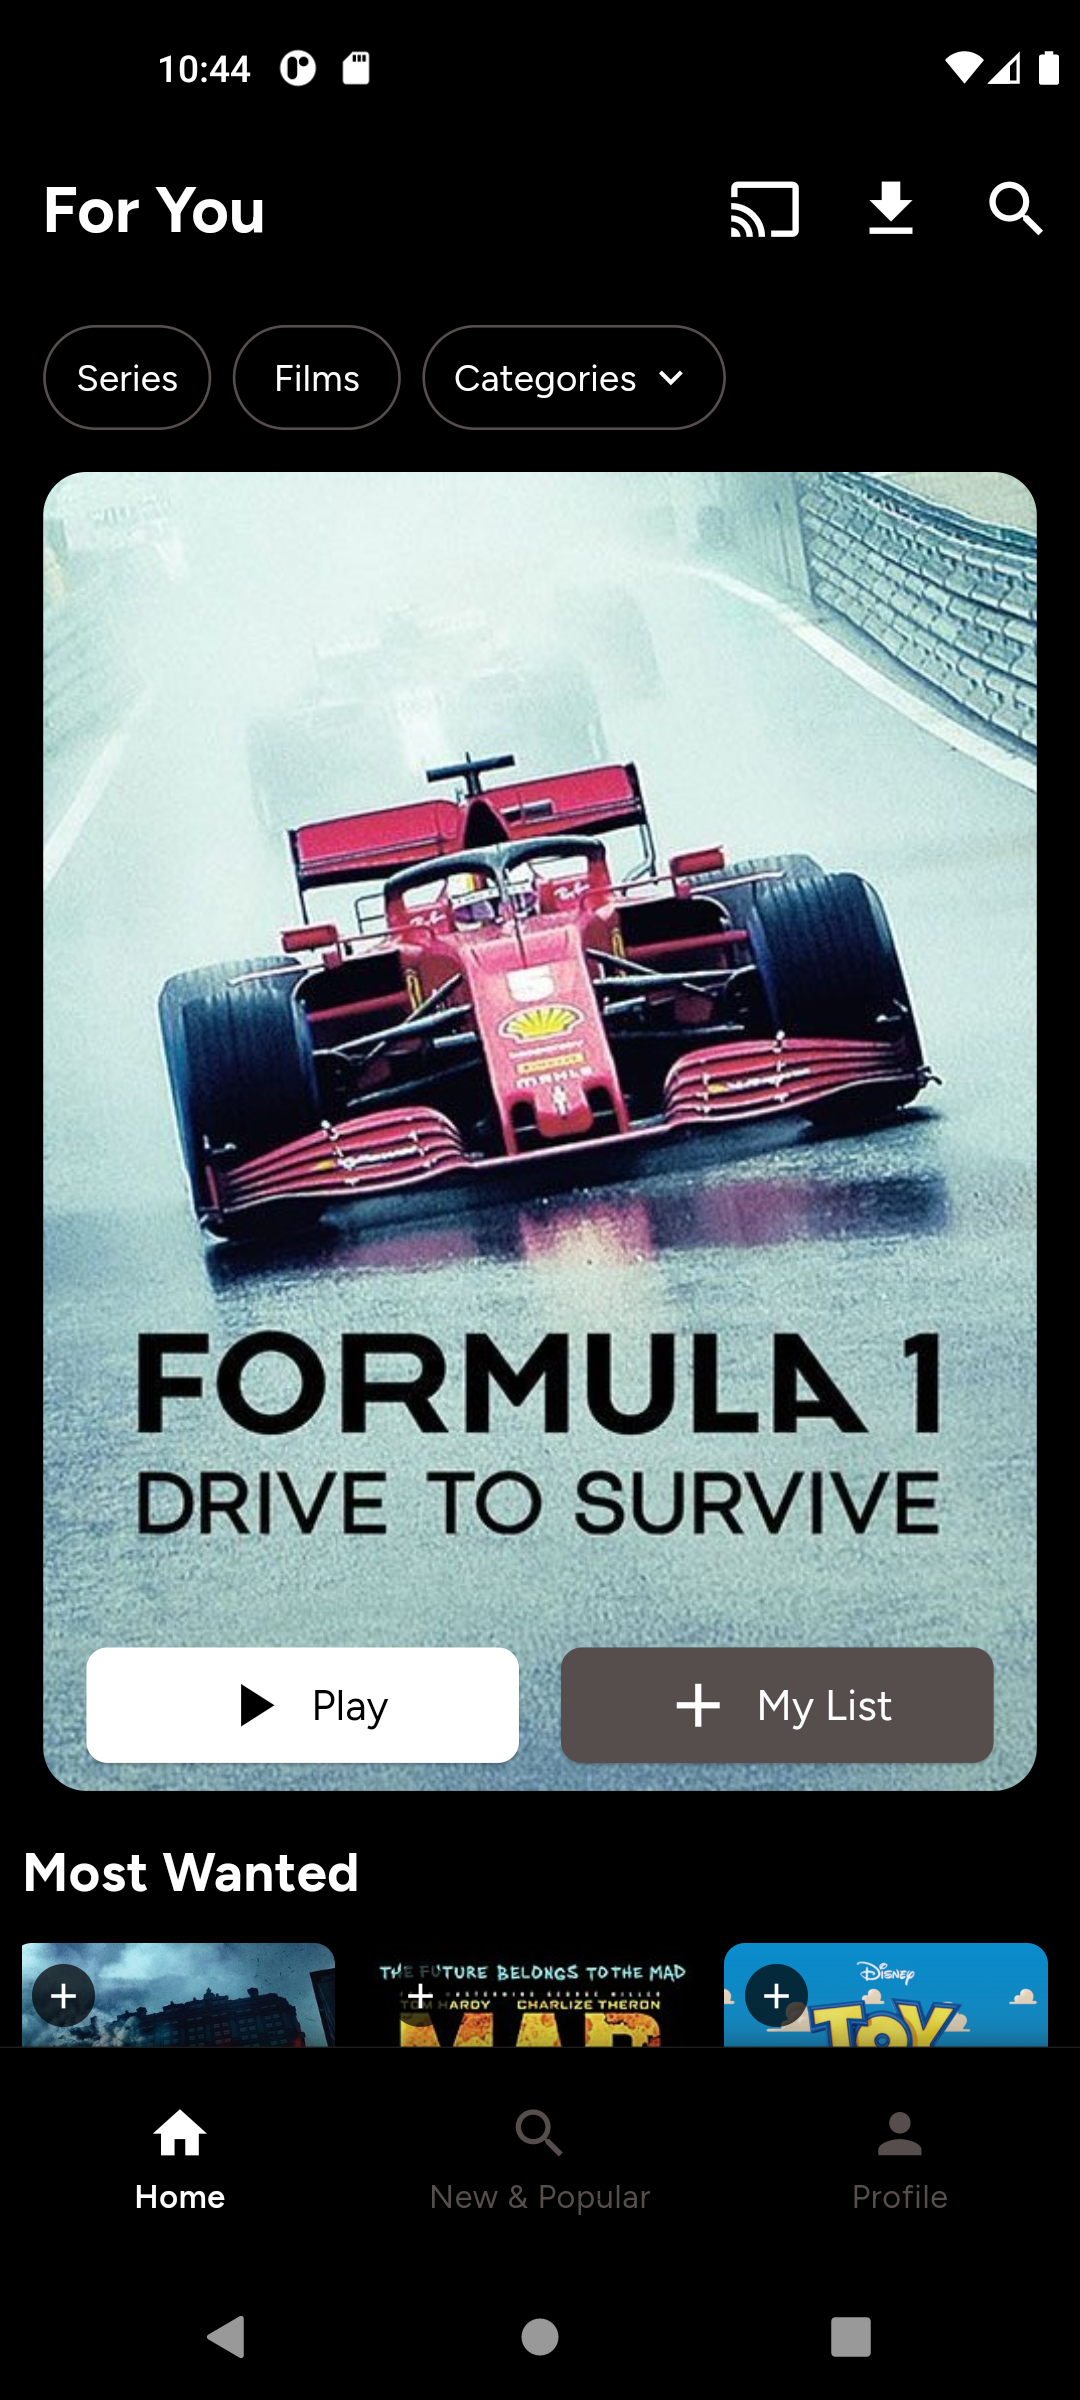 10:44
For You
Series
Films
Categories
5
FORMULA 1
DRIVE TO SURVIVE
Play
My List
Most Wanted
THE FUTURE BELONGS TO THE MAD
TOM HARDY CHARLIZE THERON
MAD
Disney
TOY
Home
New & Popular
Profile